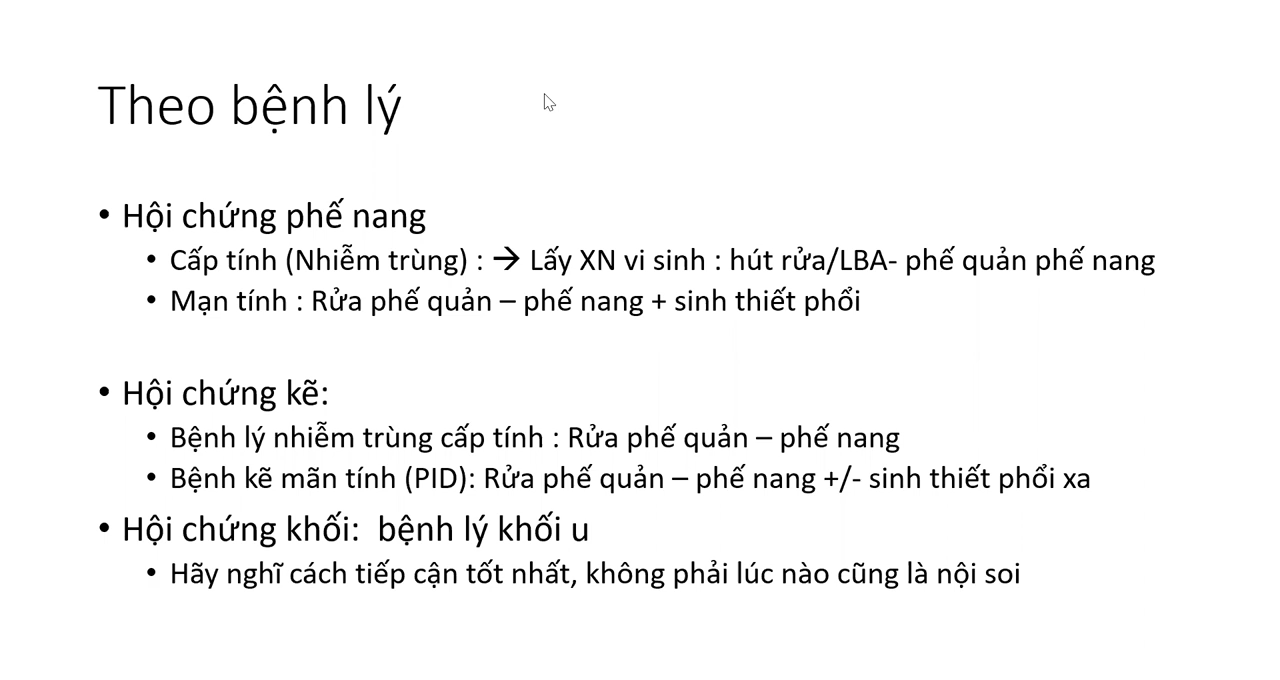 Theo bệnh lý
• Hội chứng phế nang
• Cấp tính (Nhiễm trùng) : → Lấy XN vi sinh : hút rửa/LBA- phế quản phế nang
• Mạn tính : Rửa phế quản – phế nang + sinh thiết phổi
• Hội chứng kẽ:
• Bệnh lý nhiễm trùng cấp tính : Rửa phế quản – phế nang
• Bệnh kẽ mãn tính (PID): Rửa phế quản – phế nang +/- sinh thiết phổi xa
• Hội chứng khối:  bệnh lý khối u
• Hãy nghĩ cách tiếp cận tốt nhất, không phải lúc nào cũng là nội soi